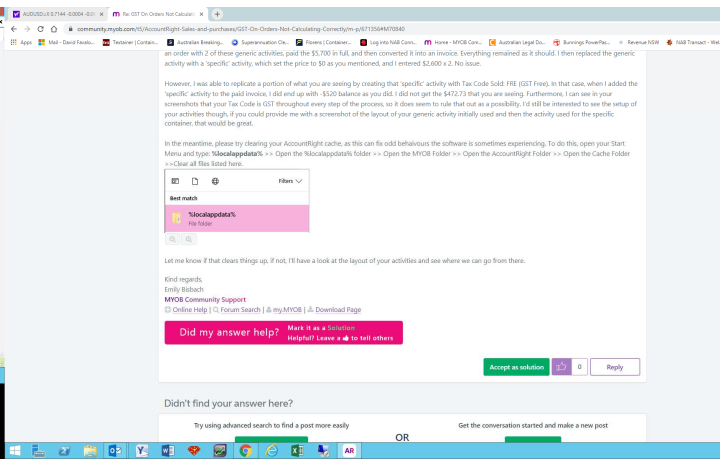 AUDUSD=X 0.7144 -0.0004 -0.0
Re: GST On Orders Not Calculati
community.myob.com/t5/AccountRight-Sales-and-purchases/GST-On-Orders-Not-Calculating-Correctly/m-p/671356#M70840
Apps Mail - David Favalo... Textainer | Contain... Australian Breaking... Superannuation Cle... Florens | Container... Log into NAB Conn... Home - MYOB Com... Australian Legal Do... Bunnings PowerPas... Revenue NSW NAB Transact - Wel
an order with 2 of these generic activities, paid the $5,700 in full, and then converted it into an invoice. Everything remained as it should. I then replaced the generic
activity with a 'specific' activity, which set the price to $0 as you mentioned, and I entered $2,600 x 2. No issue.
However, I was able to replicate a portion of what you are seeing by creating that 'specific' activity with Tax Code Sold: FRE (GST Free). In that case, when I added the
'specific' activity to the paid invoice, I did end up with -$520 balance as you did. I did not get the $472.73 that you are seeing. Furthermore, I can see in your
screenshots that your Tax Code is GST throughout every step of the process, so it does seem to rule that out as a possibility. I'd still be interested to see the setup of
your activities though, if you could provide me with a screenshot of the layout of your generic activity initially used and then the activity used for the specific
container, that would be great.
In the meantime, please try clearing your AccountRight cache, as this can fix odd behaivours the software is sometimes experiencing. To do this, open your Start
Menu and type: %localappdata% >> Open the %localappdata% folder >> Open the MYOB Folder >> Open the AccountRight Folder >> Open the Cache Folder
>>Clear all files listed here.
Filters
Best match
%localappdata%
File folder
Let me know if that clears things up, if not, I'll have a look at the layout of your activities and see where we can go from there.
Kind regards,
Emily Bisbach
MYOB Community Support
Online Help | Forum Search | my.MYOB | Download Page
Did my answer help? Mark it as a Solution
Helpful? Leave a to tell others
Accept as solution 0 Reply
Didn't find your answer here?
Try using advanced search to find a post more easily Get the conversation started and make a new post
OR
AR